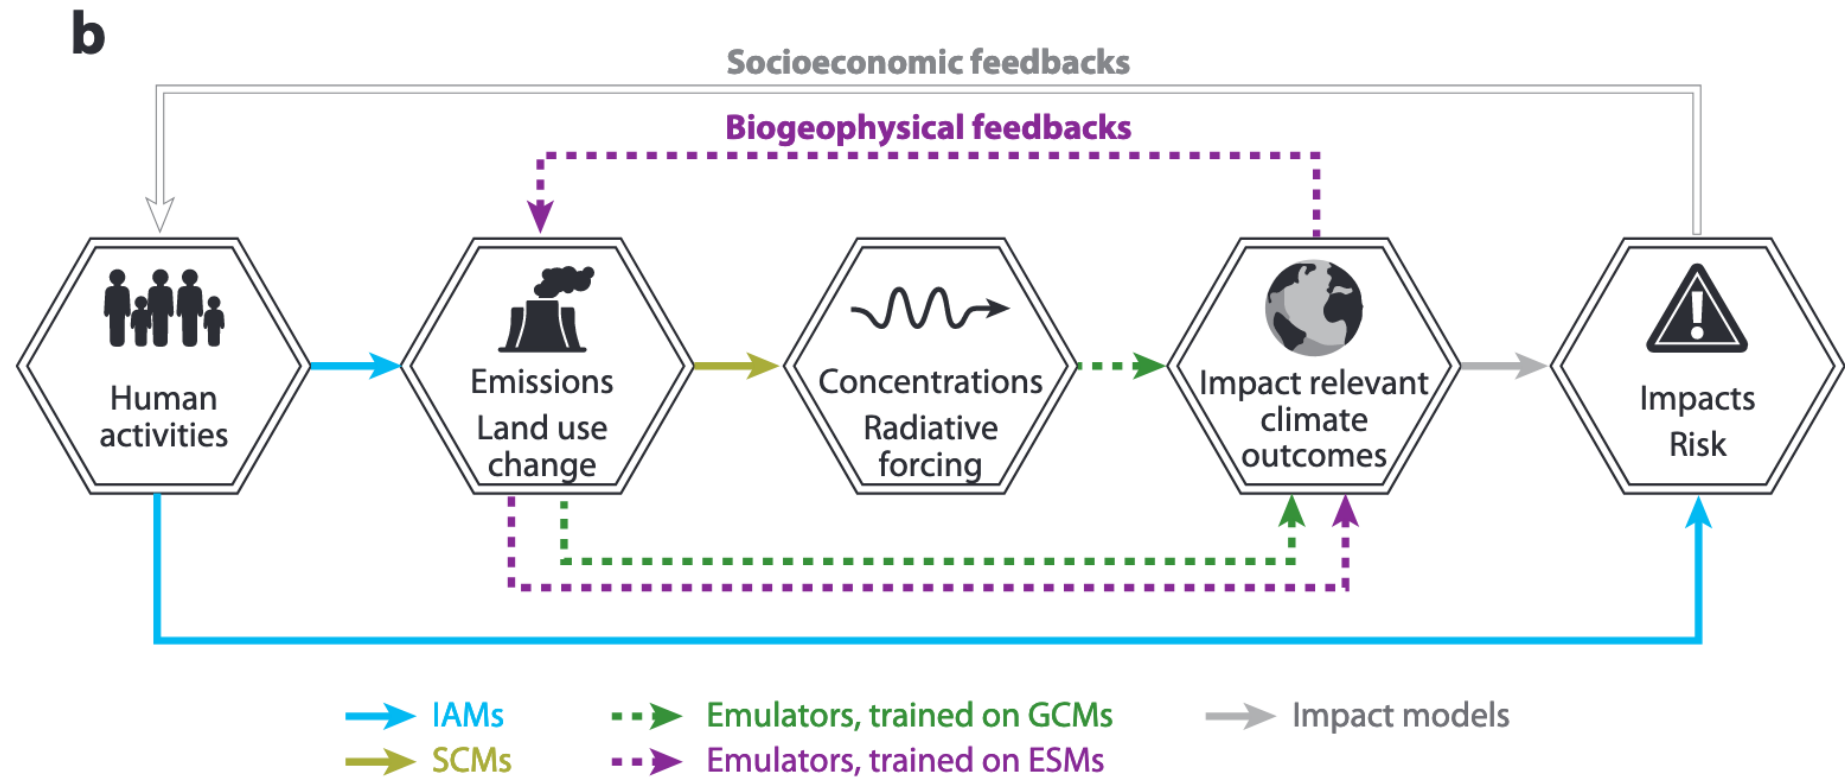 b
Socioeconomic feedbacks
Biogeophysical feedbacks
Human
activities
Emissions
Land use
change
Concentrations
Radiative
forcing
Impact relevant
climate
outcomes
Impacts
Risk
IAMs
SCMs
Emulators, trained on GCMs
Emulators, trained on ESMs
Impact models